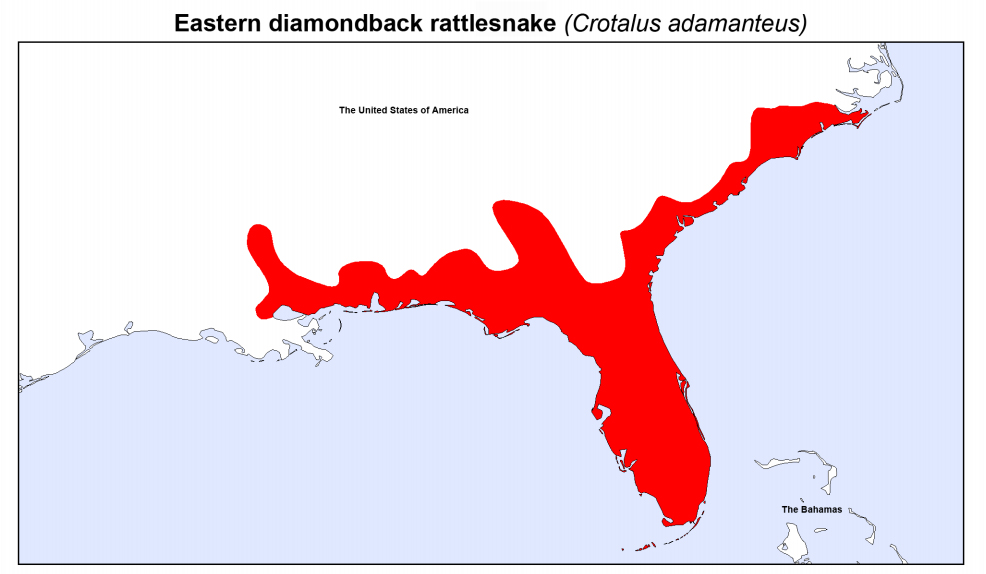 Eastern diamondback rattlesnake (Crotalus adamanteus)
The United States of America
The Bahamas